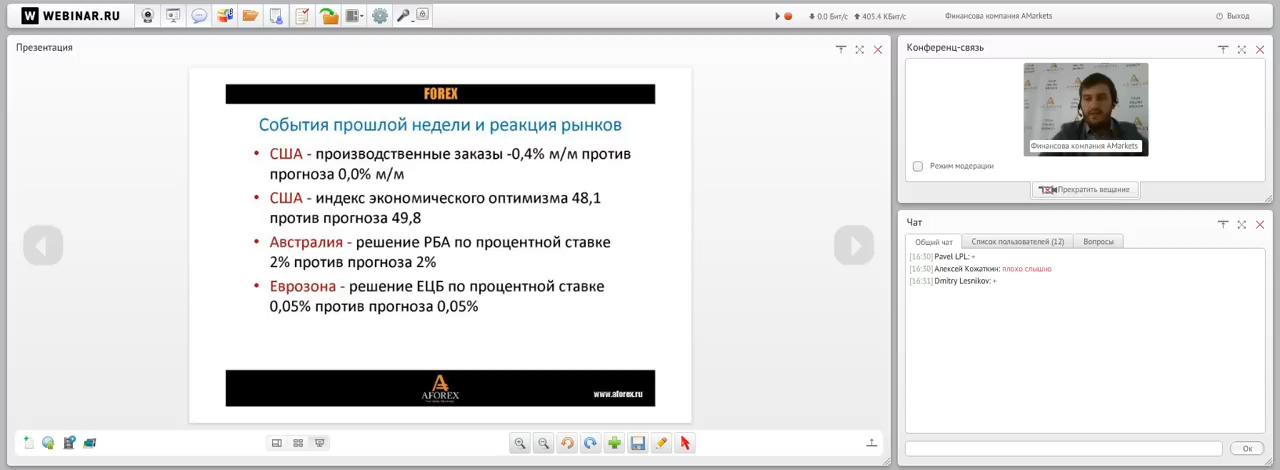 W WEBINAR.RU
0.0 Бит/с 405.4 КБит/с
Финансова компания AMarkets
Выход
Презентация
FOREX
События прошлой недели и реакция рынков
• США - производственные заказы -0,4% м/м против
прогноза 0,0% м/м
• США - индекс экономического оптимизма 48,1
против прогноза 49,8
• Австралия - решение РБА по процентной ставке
2% против прогноза 2%
• Еврозона - решение ЕЦБ по процентной ставке
0,05% против прогноза 0,05%
AFOREX
www.aforex.ru
Конференц-связь
Финансова компания AMarkets
Режим модерации
Прекратить вещание
Чат
Общий чат
Список пользователей (12)
Вопросы
[16:30] Pavel LPL: +
[16:30] Алексей Кожаткин: плохо слышно
[16:31] Dmitry Lesnikov: +
Ок